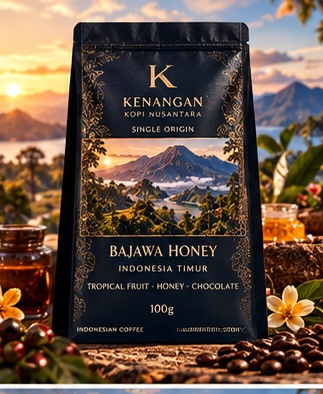 K
KENANGAN
KOPI NUSANTARA
SINGLE ORIGIN
BAJAWA HONEY
INDONESIA TIMUR
TROPICAL FRUIT · HONEY · CHOCOLATE
100g
INDONESIAN COFFEE